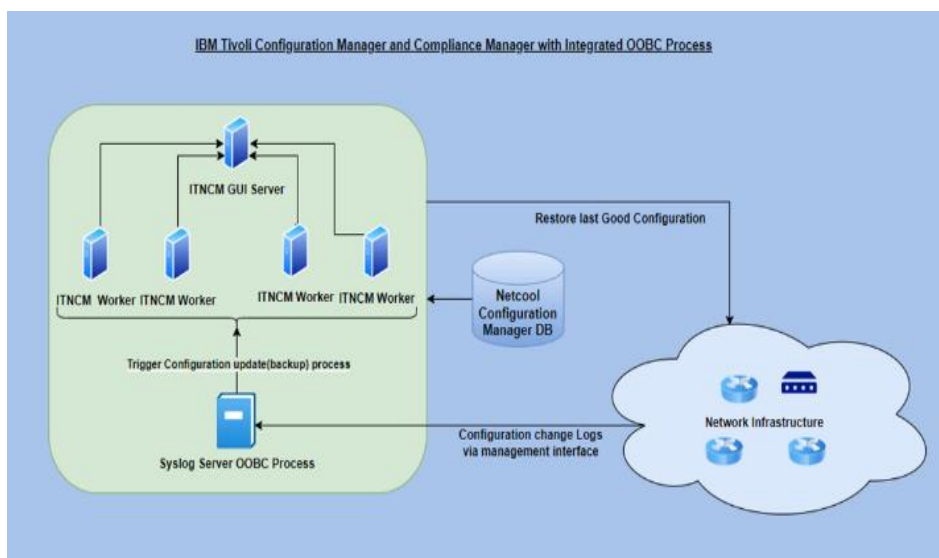 IBM Tivoli Configuration Manager and Compliance Manager with Integrated OOBC Process
ITNCM GUI Server
Restore last Good Configuration
ITNCM Worker
ITNCM Worker
ITNCM Worker
ITNCM Worker
Netcool
Configuration
Manager DB
Trigger Configuration update(backup) process
Network Infrastructure
Configuration change Logs
via management interface
Syslog Server OOBC Process